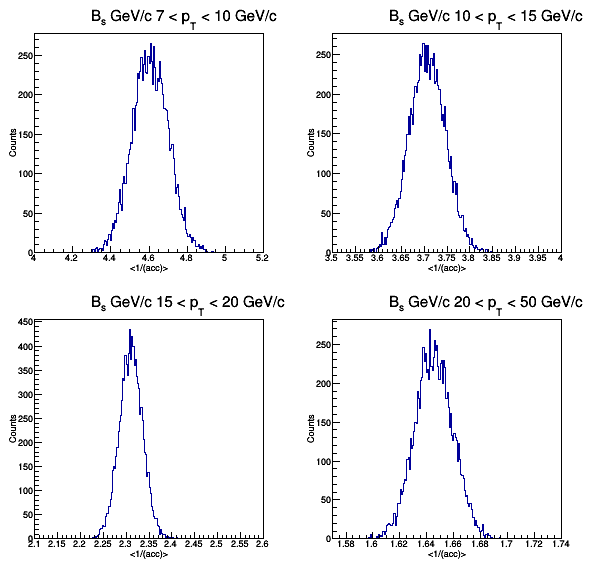 B_s GeV/c 7 < p_T < 10 GeV/c
Counts
250
200
150
100
50
0
4 4.2 4.4 4.6 4.8 5 5.2
<1/(acc)>
B_s GeV/c 10 < p_T < 15 GeV/c
Counts
250
200
150
100
50
0
3.5 3.55 3.6 3.65 3.7 3.75 3.8 3.85 3.9 3.95 4
<1/(acc)>
B_s GeV/c 15 < p_T < 20 GeV/c
Counts
450
400
350
300
250
200
150
100
50
0
2.1 2.15 2.2 2.25 2.3 2.35 2.4 2.45 2.5 2.55 2.6
<1/(acc)>
B_s GeV/c 20 < p_T < 50 GeV/c
Counts
250
200
150
100
50
0
1.58 1.6 1.62 1.64 1.66 1.68 1.7 1.72 1.74
<1/(acc)>